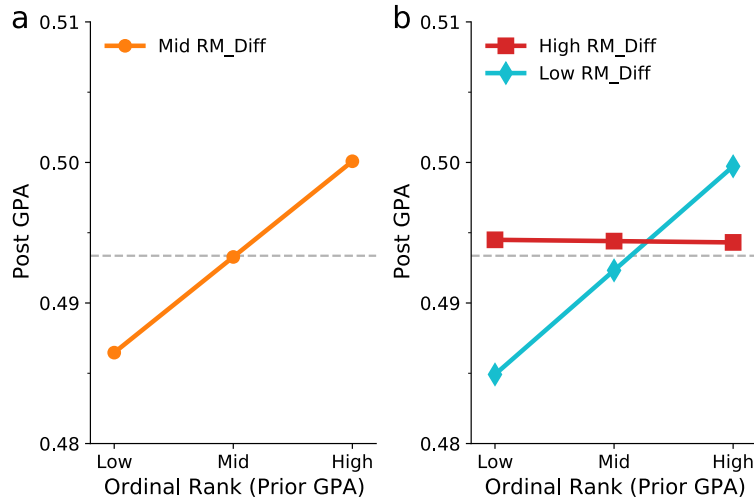 a
Mid RM_Diff
0.51
0.50
0.49
0.48
Post GPA
Low Mid High
Ordinal Rank (Prior GPA)
b
High RM_Diff
Low RM_Diff
0.51
0.50
0.49
0.48
Post GPA
Low Mid High
Ordinal Rank (Prior GPA)